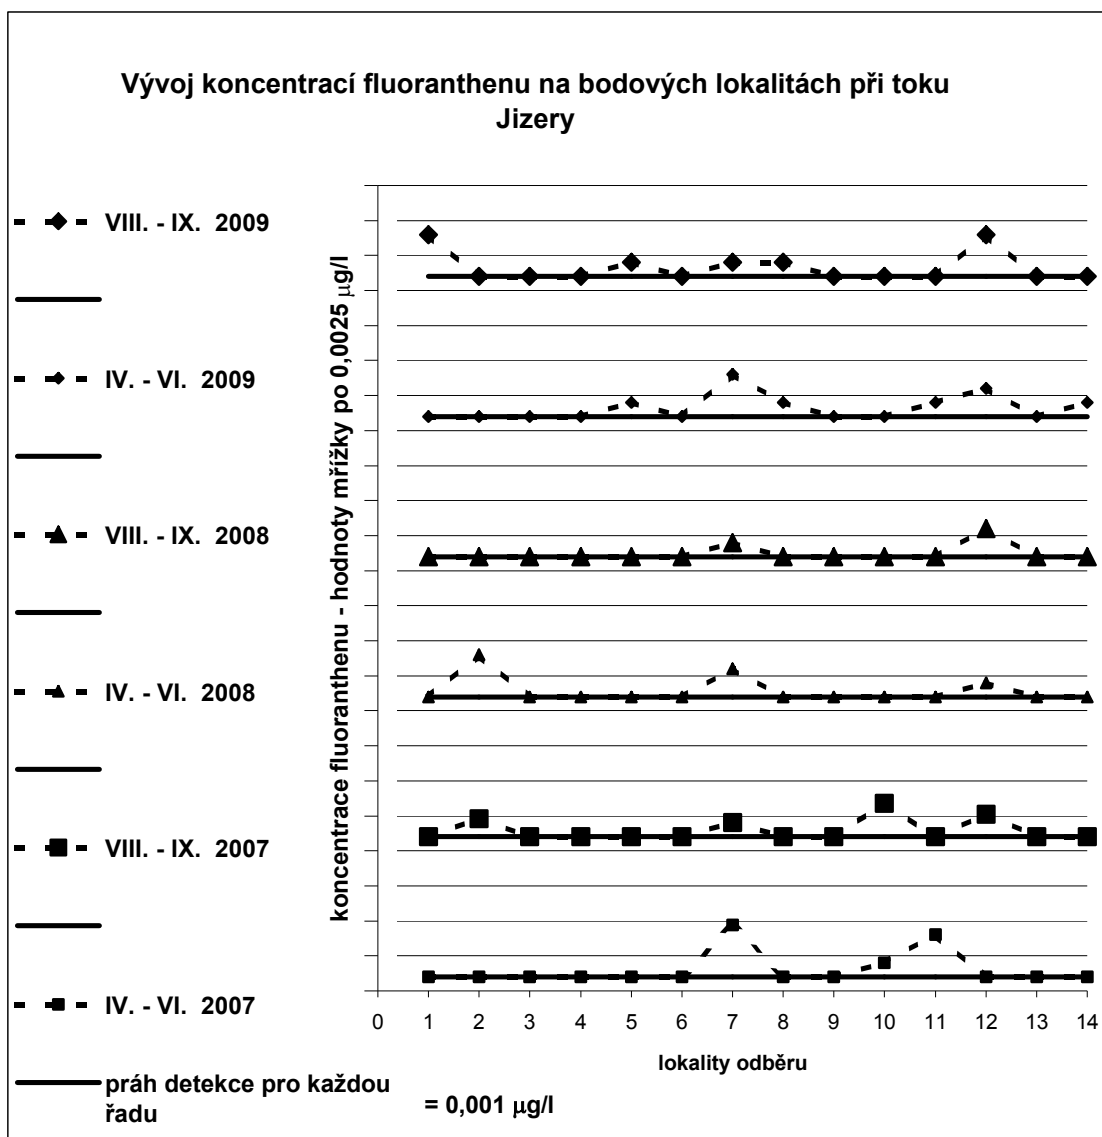 Vývoj koncentrací fluoranthenu na bodových lokalitách při toku
Jizery
VIII. - IX. 2009
IV. - VI. 2009
VIII. - IX. 2008
IV. - VI. 2008
VIII. - IX. 2007
IV. - VI. 2007
práh detekce pro každou
řadu
= 0,001 μg/l
koncentrace fluoranthenu - hodnoty mřížky po 0,0025 μg/l
0 1 2 3 4 5 6 7 8 9 10 11 12 13 14
lokality odběru